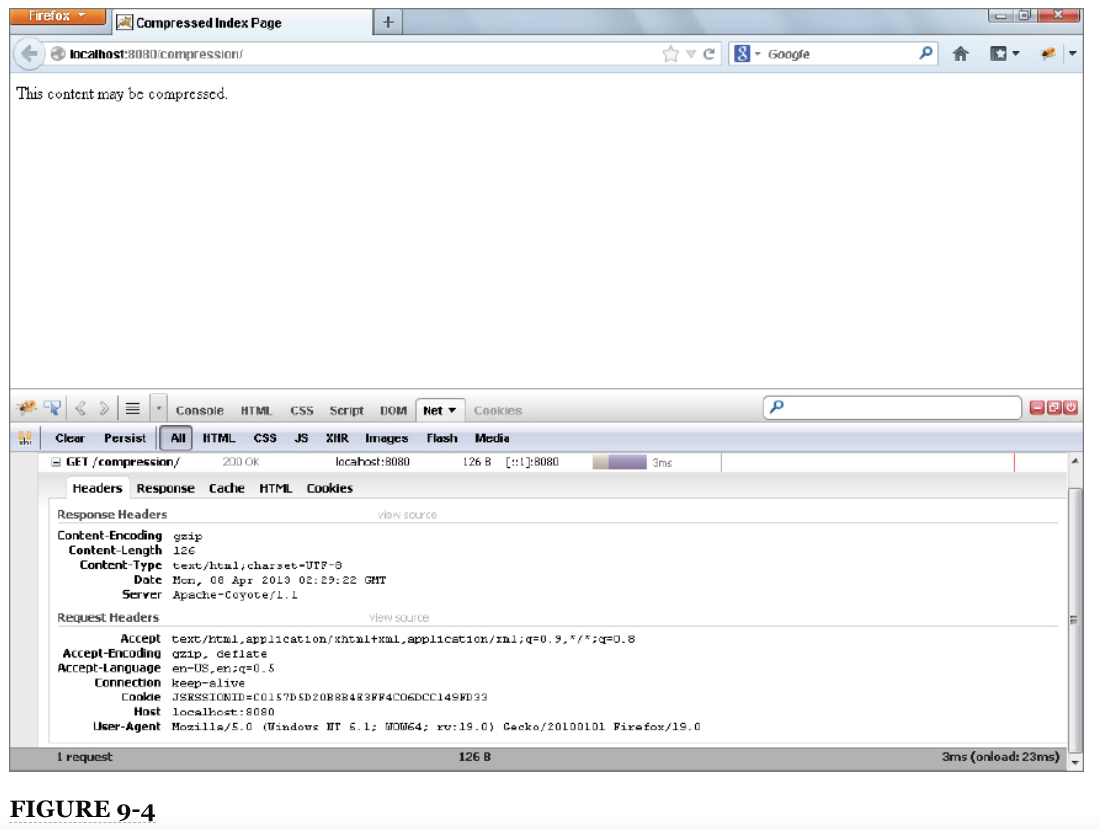 Firefox
Compressed Index Page
+
localhost:8080/compression/
Google
This content may be compressed.
Console HTML CSS Script DOM Net Cookies
Clear Persist All HTML CSS JS XHR Images Flash Media
GET /compression/ 200 OK localhost:8080 126 B [::1]:8080 3ms
Headers Response Cache HTML Cookies
Response Headers view source
Content-Encoding gzip
Content-Length 126
Content-Type text/html;charset=UTF-8
Date Mon, 08 Apr 2013 02:29:22 GMT
Server Apache-Coyote/1.1
Request Headers view source
Accept text/html,application/xhtml+xml,application/xml;q=0.9,*/*;q=0.8
Accept-Encoding gzip, deflate
Accept-Language en-US,en;q=0.5
Connection keep-alive
Cookie
Host localhost:8080
User-Agent Mozilla/5.0 (Windows NT 6.1; WOW64; rv:19.0) Gecko/20100101 Firefox/19.0
1 request 126 B 3ms (onload: 23ms)
FIGURE 9-4